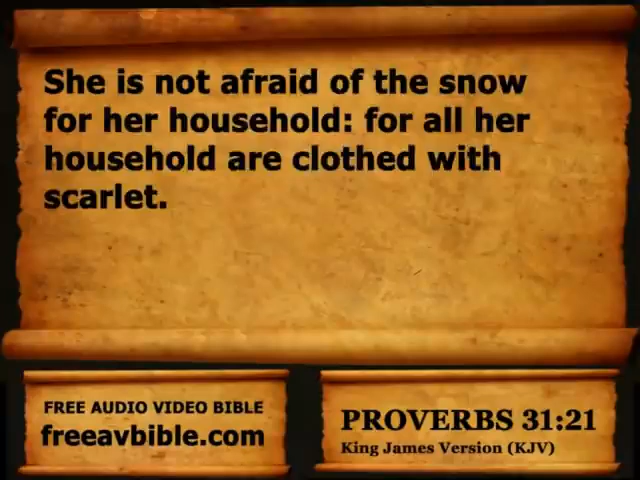 She is not afraid of the snow
for her household: for all her
household are clothed with
scarlet.
FREE AUDIO VIDEO BIBLE
freeavbible.com
PROVERBS 31:21
King James Version (KJV)